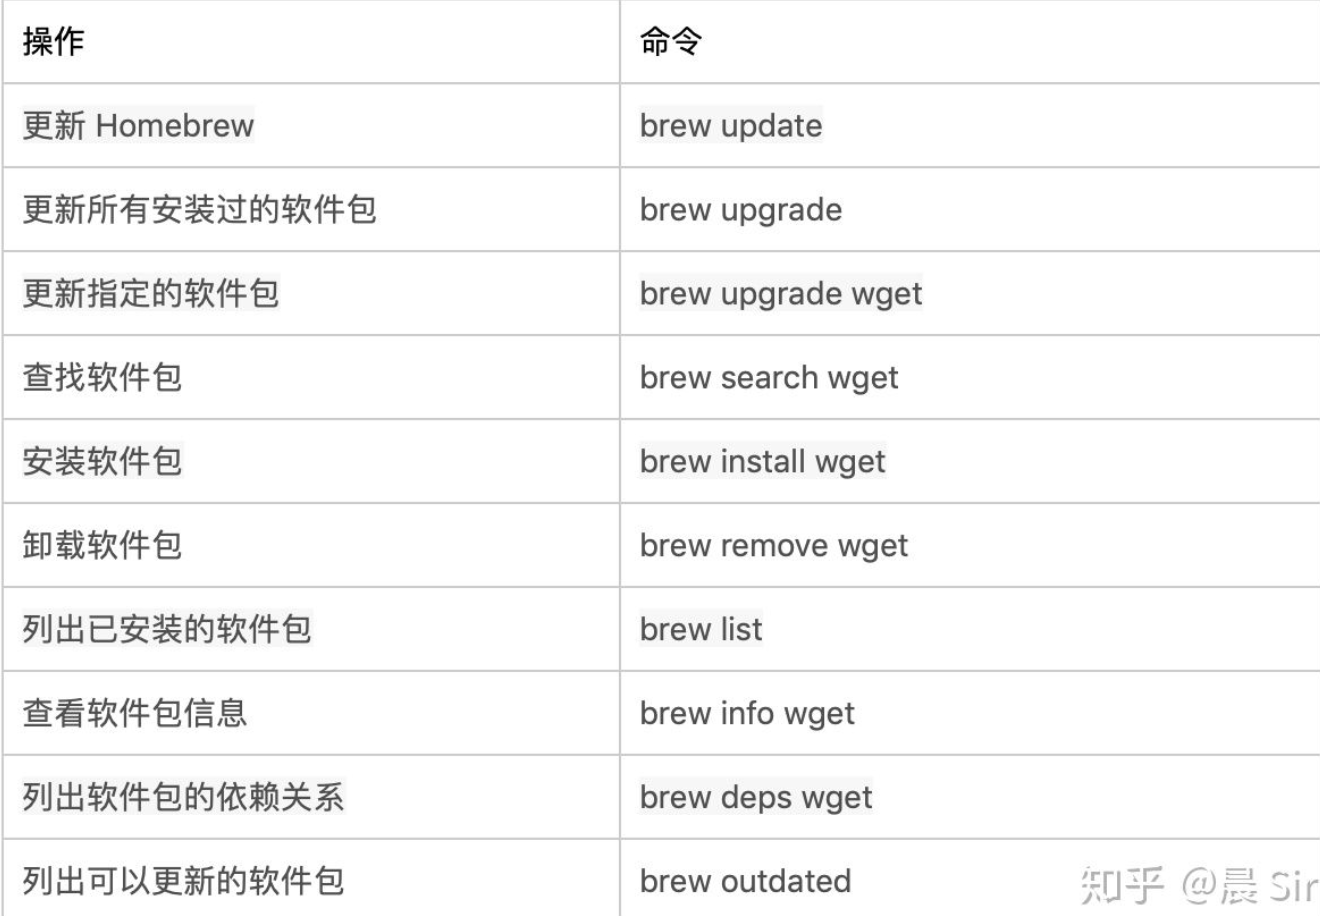 操作 命令
更新 Homebrew brew update
更新所有安装过的软件包 brew upgrade
更新指定的软件包 brew upgrade wget
查找软件包 brew search wget
安装软件包 brew install wget
卸载软件包 brew remove wget
列出已安装的软件包 brew list
查看软件包信息 brew info wget
列出软件包的依赖关系 brew deps wget
列出可以更新的软件包 brew outdated
知乎 @晨 Sir